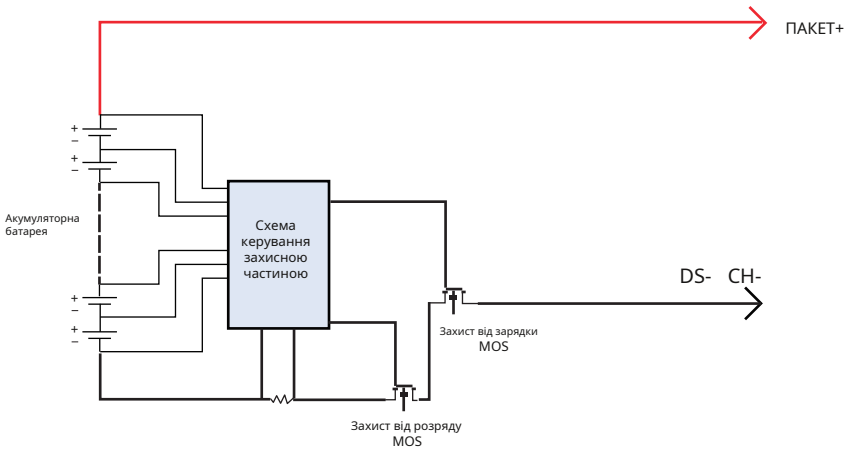 ПАКЕТ+
+
−
+
−
Акумуляторна
батарея
Схема
керування
захисною
частиною
DS- CH-
+
−
+
−
Захист від зарядки
MOS
Захист від розряду
MOS